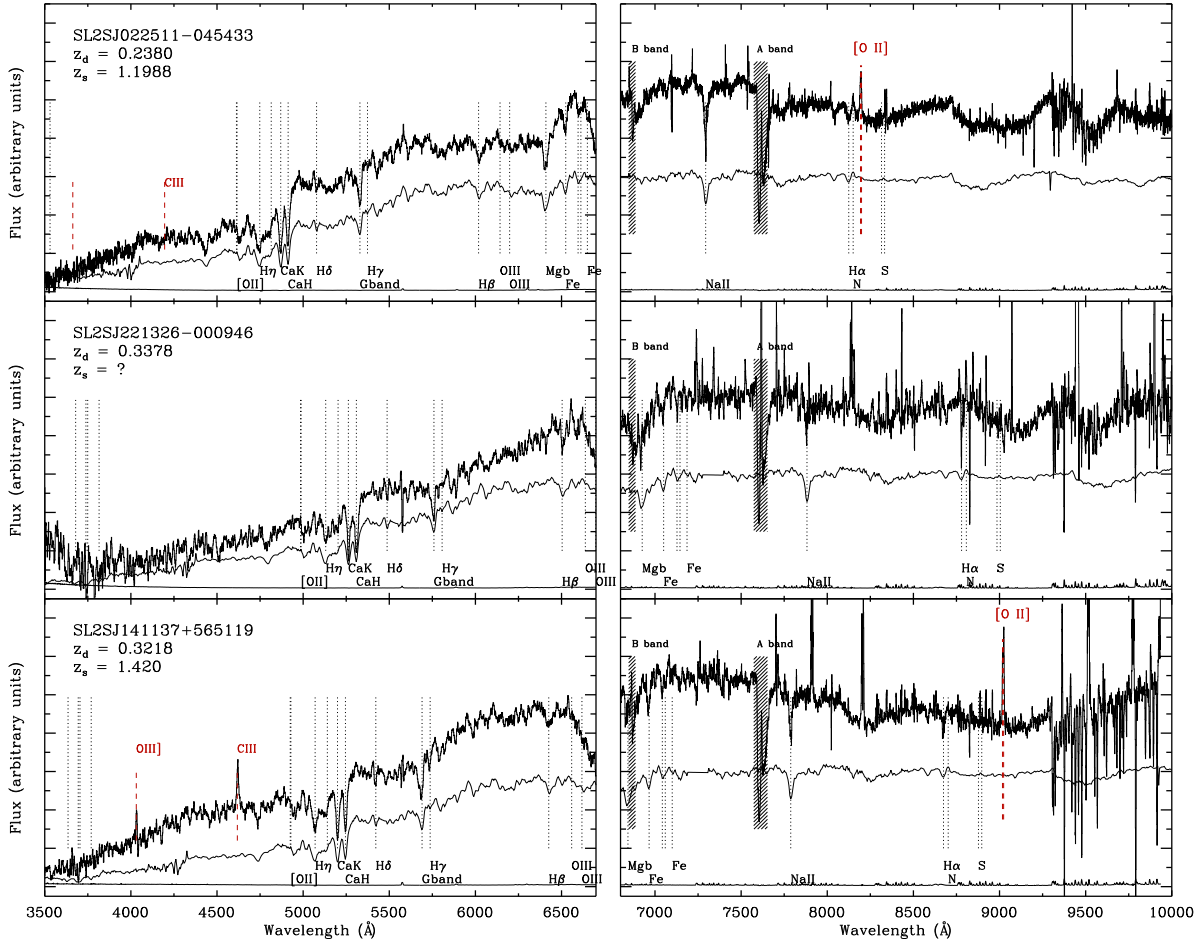 SL2SJ022511-045433
z_d = 0.2380
z_s = 1.1988
CIII
Hη CaK Hδ Hγ OIII Mgb Fe
[OII] CaH Gband Hβ OIII Fe
Flux (arbitrary units)
B band A band [O II]
Hα S
NaII N
SL2SJ221326-000946
z_d = 0.3378
z_s = ?
Hη CaK Hδ Hγ OIII
[OII] CaH Gband Hβ OIII
Flux (arbitrary units)
B band A band
Mgb Fe Hα S
Fe NaII N
SL2SJ141137+565119
z_d = 0.3218
z_s = 1.420
OIII] CIII
Hη CaK Hδ Hγ OIII
[OII] CaH Gband Hβ OIII
Flux (arbitrary units)
3500 4000 4500 5000 5500 6000 6500
Wavelength (Å)
[O II]
B band A band
Mgb Fe Hα S
Fe NaII N
7000 7500 8000 8500 9000 9500 10000
Wavelength (Å)